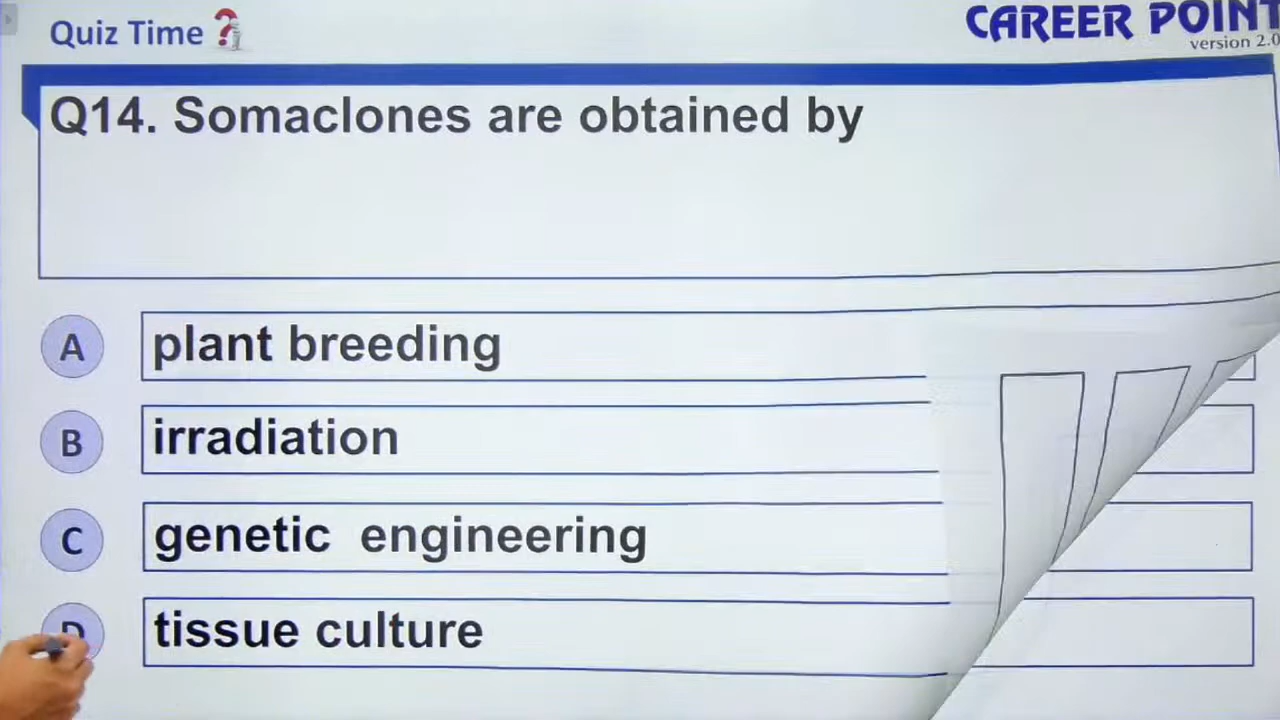 Quiz Time ?
CAREER POINT
version 2.0
Q14. Somaclones are obtained by
A plant breeding
B irradiation
C genetic engineering
D tissue culture